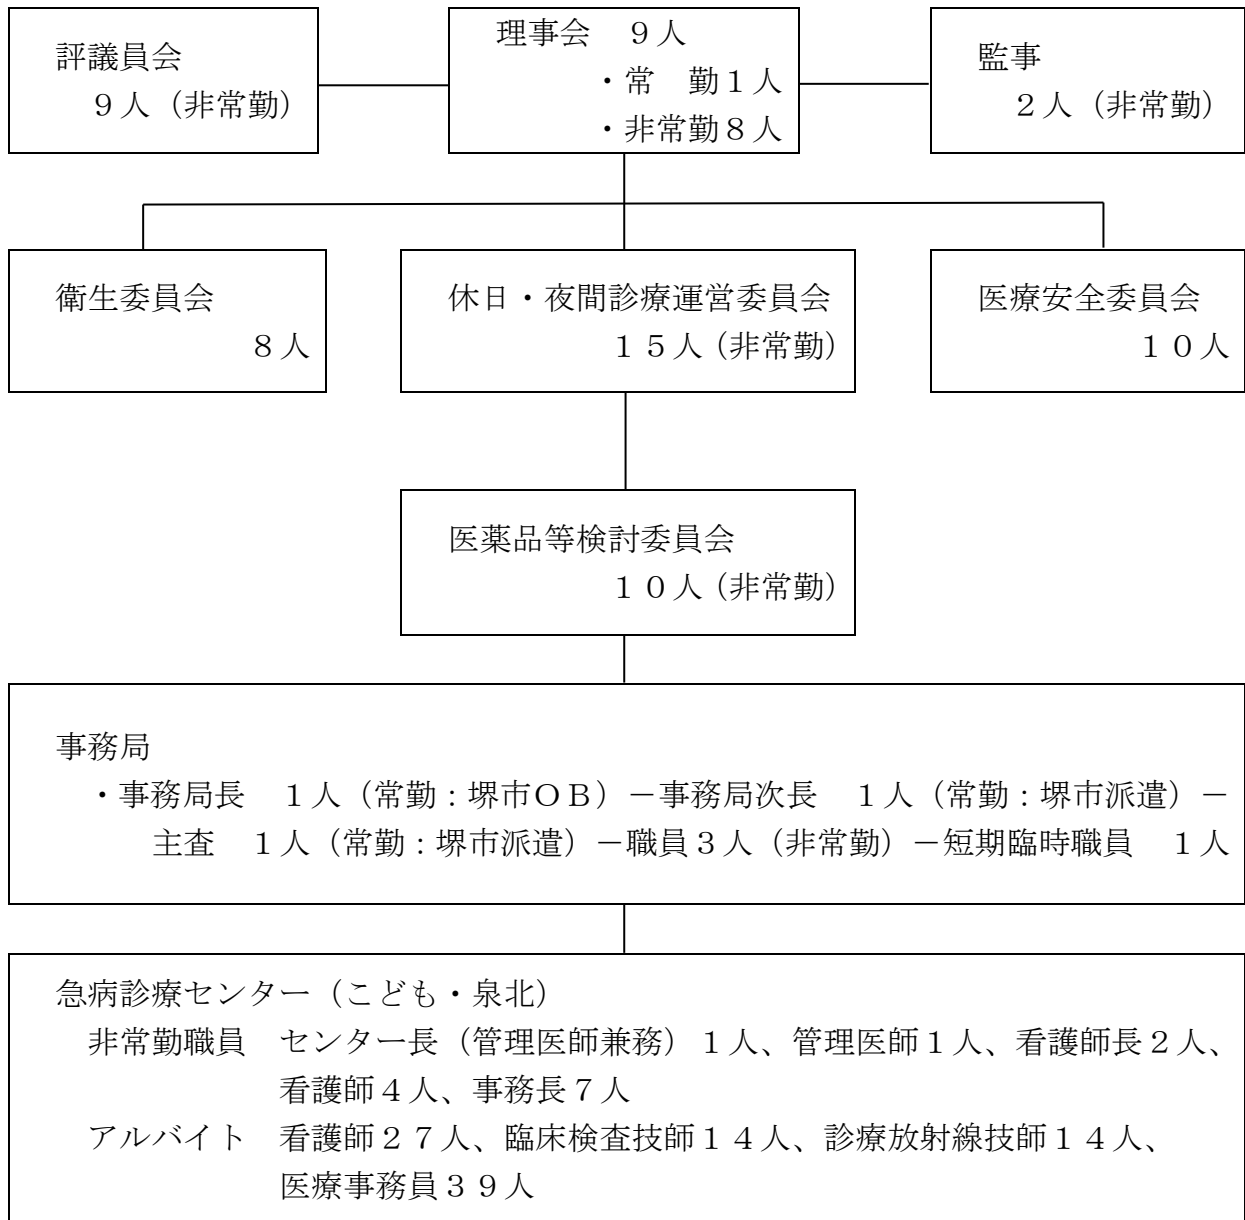 評議員会
９人（非常勤）
理事会　９人
・常　勤１人
・非常勤８人
監事
２人（非常勤）
衛生委員会
８人
休日・夜間診療運営委員会
１５人（非常勤）
医療安全委員会
１０人
医薬品等検討委員会
１０人（非常勤）
事務局
・事務局長　１人（常勤：堺市ＯＢ）－事務局次長　１人（常勤：堺市派遣）－
主査　１人（常勤：堺市派遣）－職員３人（非常勤）－短期臨時職員　１人
急病診療センター（こども・泉北）
非常勤職員　センター長（管理医師兼務）１人、管理医師１人、看護師長２人、
看護師４人、事務長７人
アルバイト　看護師２７人、臨床検査技師１４人、診療放射線技師１４人、
医療事務員３９人